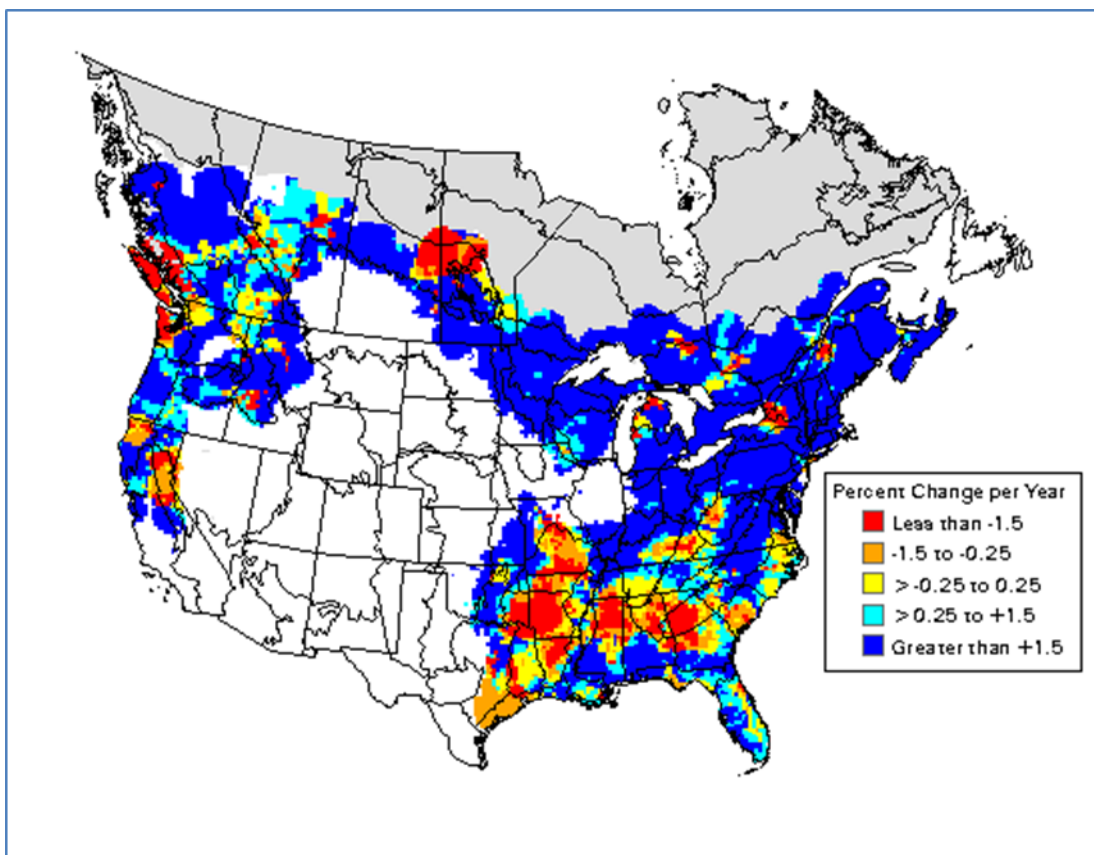 Percent Change per Year
Less than -1.5
-1.5 to -0.25
> -0.25 to 0.25
> 0.25 to +1.5
Greater than +1.5